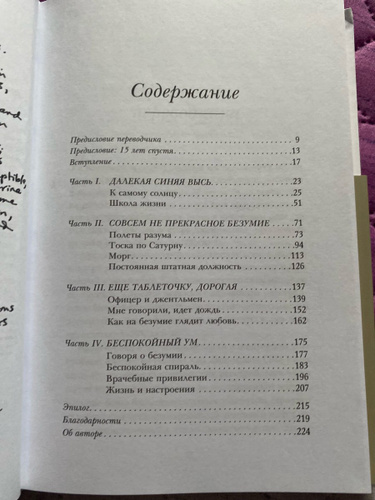 Содержание
Предисловие переводчика 9
Предисловие: 15 лет спустя 13
Вступление 17
Часть I. ДАЛЕКАЯ СИНЯЯ ВЫСЬ 23
К самому солнцу 25
Школа жизни 51
Часть II. СОВСЕМ НЕ ПРЕКРАСНОЕ БЕЗУМИЕ 71
Полеты разума 73
Тоска по Сатурну 94
Морг 113
Постоянная штатная должность 126
Часть III. ЕЩЕ ТАБЛЕТОЧКУ, ДОРОГАЯ 137
Офицер и джентльмен 139
Мне говорили, идет дождь 152
Как на безумие глядит любовь 162
Часть IV. БЕСПОКОЙНЫЙ УМ 175
Говоря о безумии 177
Беспокойная спираль 183
Врачебные привилегии 196
Жизнь и настроения 207
Эпилог 215
Благодарности 219
Об авторе 224